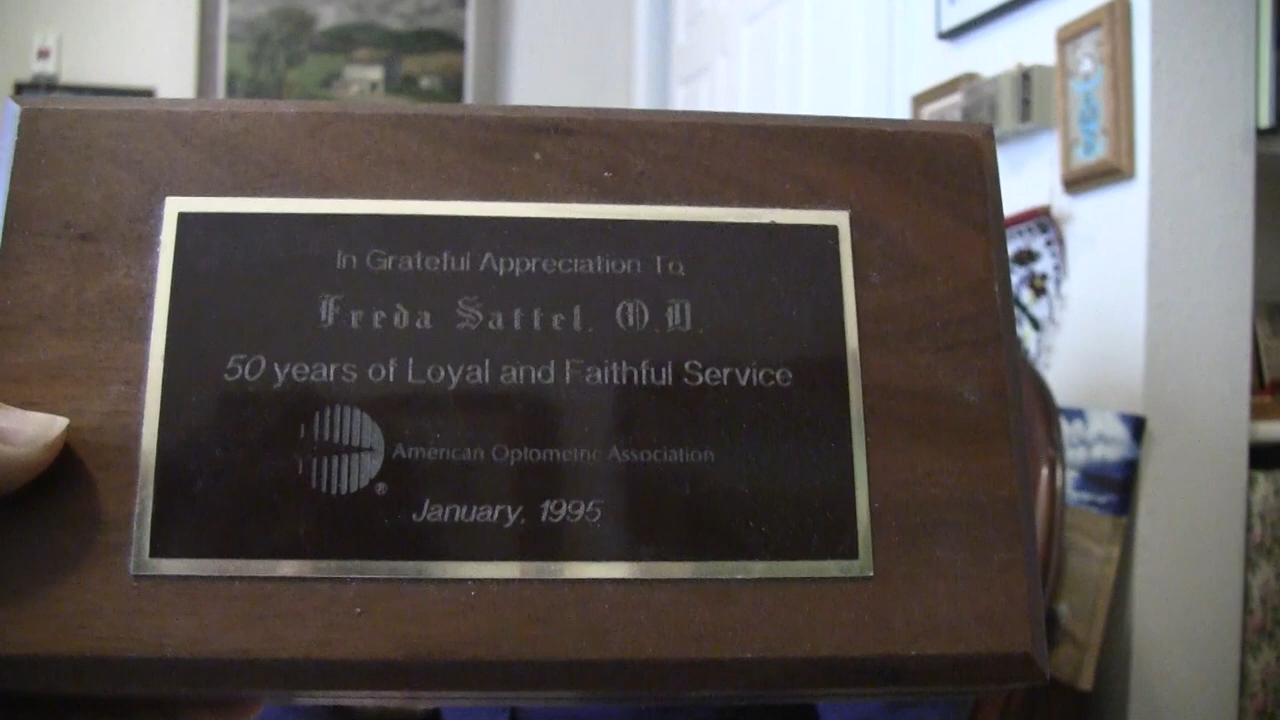 In Grateful Appreciation To
Freda Sattel, O.D.
50 years of Loyal and Faithful Service
American Optometric Association
®
January, 1995